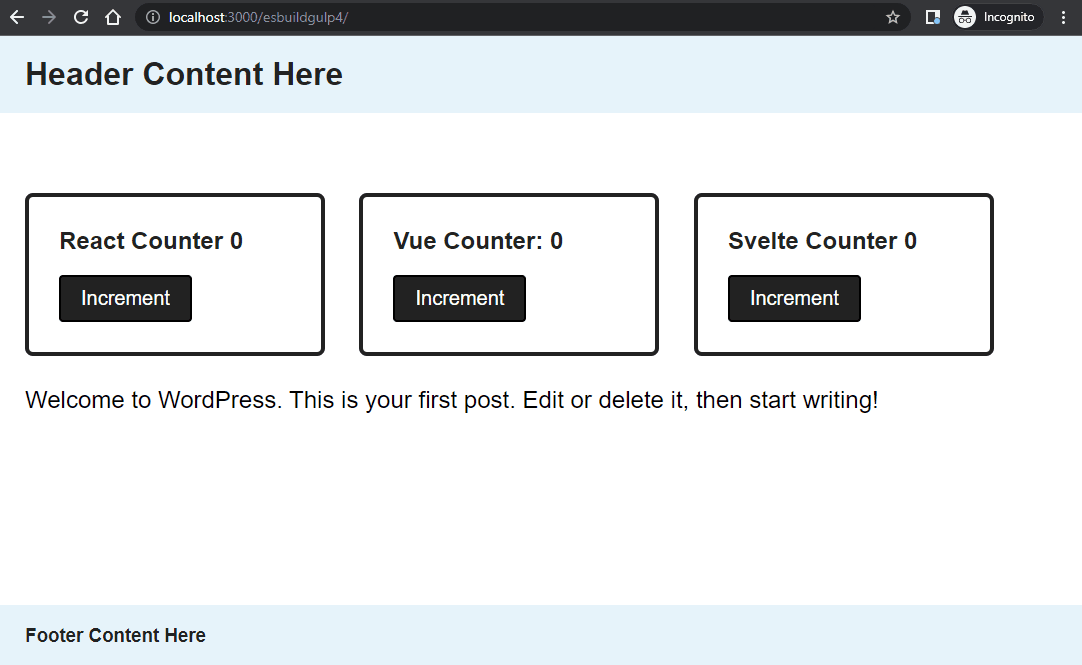 localhost:3000/esbuildgulp4/
Incognito
Header Content Here
React Counter 0
Vue Counter: 0
Svelte Counter 0
Increment
Increment
Increment
Welcome to WordPress. This is your first post. Edit or delete it, then start writing!
Footer Content Here